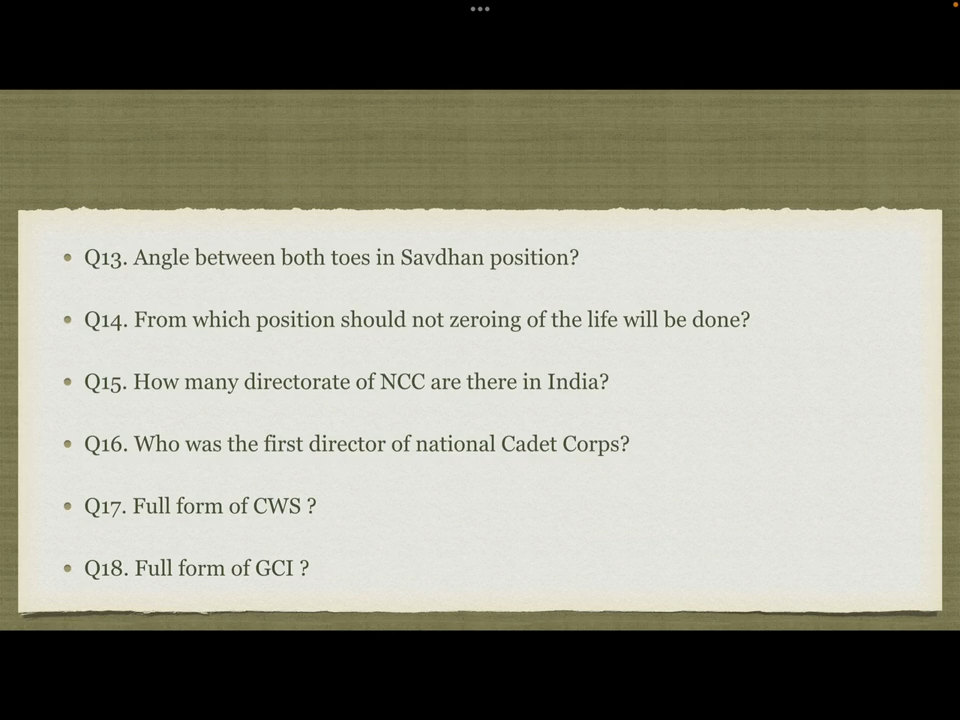 Q13. Angle between both toes in Savdhan position?
Q14. From which position should not zeroing of the life will be done?
Q15. How many directorate of NCC are there in India?
Q16. Who was the first director of national Cadet Corps?
Q17. Full form of CWS ?
Q18. Full form of GCI ?